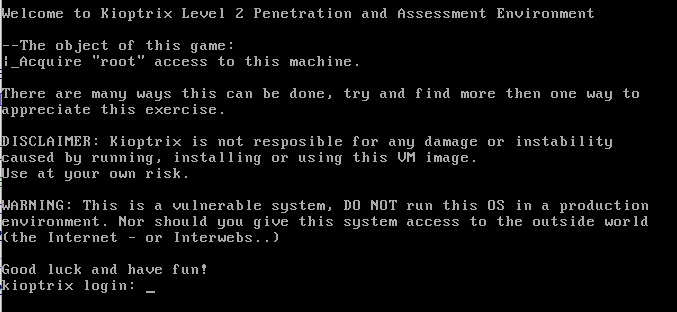 Welcome to Kioptrix Level 2 Penetration and Assessment Environment
--The object of this game:
|_Acquire "root" access to this machine.
There are many ways this can be done, try and find more then one way to
appreciate this exercise.
DISCLAIMER: Kioptrix is not resposible for any damage or instability
caused by running, installing or using this VM image.
Use at your own risk.
WARNING: This is a vulnerable system, DO NOT run this OS in a production
environment. Nor should you give this system access to the outside world
(the Internet - or Interwebs..)
Good luck and have fun!
kioptrix login: _